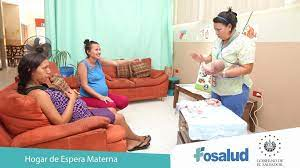 Hogar de Espera Materna
fosalud
GOBIERNO DE
EL SALVADOR